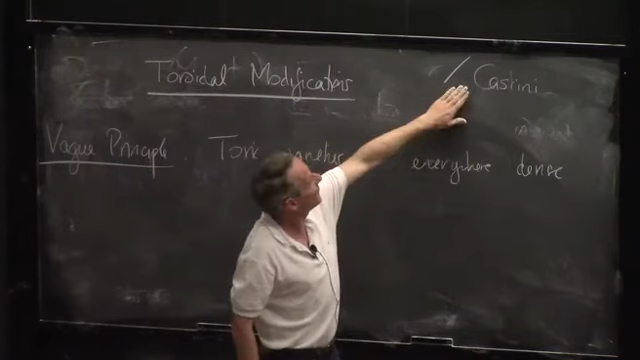 Toroidal Modifications / Castini
Vague Principle. Toric everywhere dense